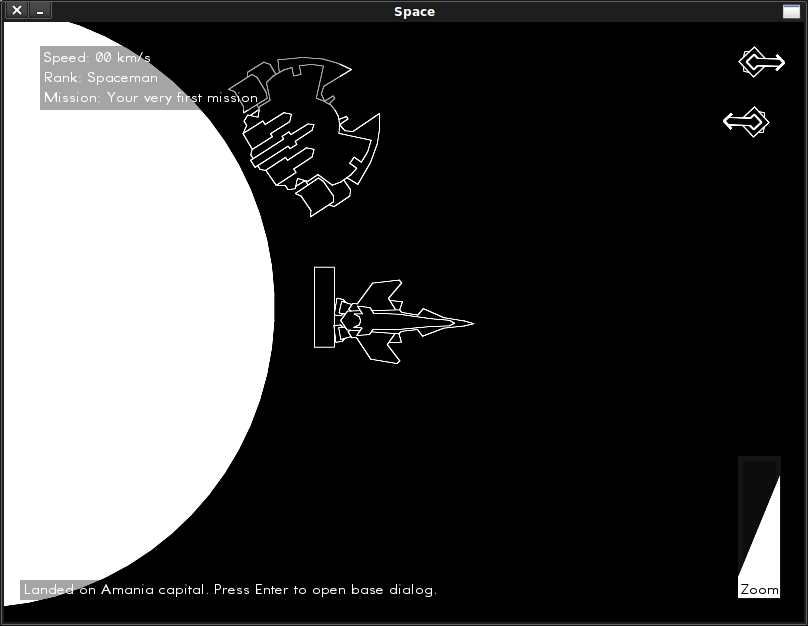 Space
Speed: 00 km/s
Rank: Spaceman
Mission: Your very first mission
Landed on Amania capital. Press Enter to open base dialog.
Zoom